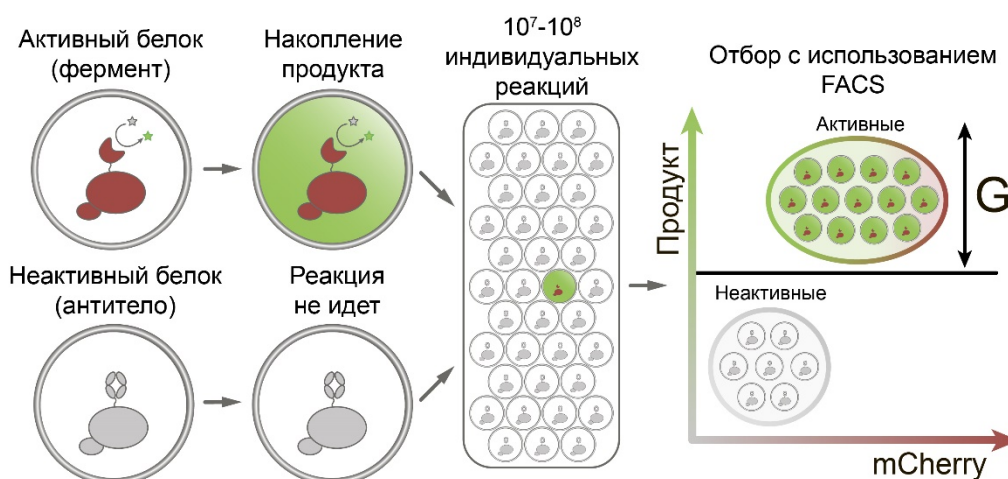 Активный белок
(фермент)
Накопление
продукта
10⁷-10⁸
индивидуальных
реакций
Отбор с использованием
FACS
Активные
Продукт
G
Неактивный белок
(антитело)
Реакция
не идет
Неактивные
mCherry